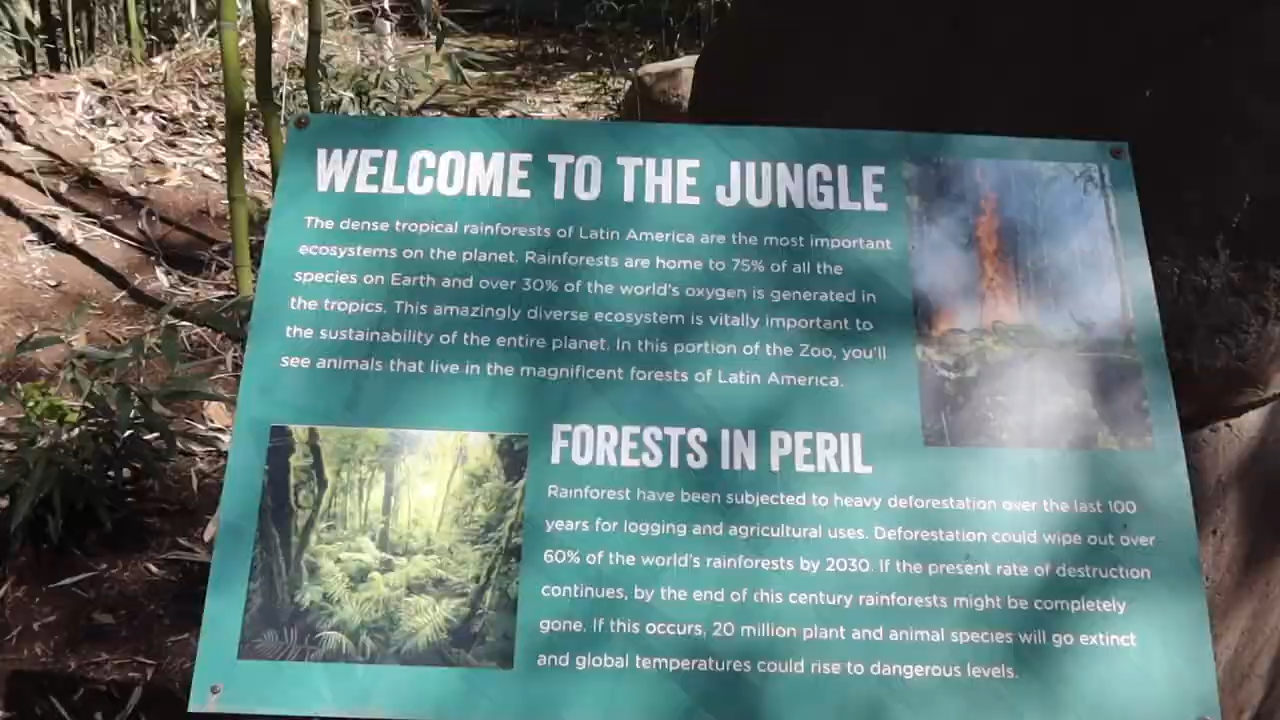 WELCOME TO THE JUNGLE
The dense tropical rainforests of Latin America are the most important
ecosystems on the planet. Rainforests are home to 75% of all the
species on Earth and over 30% of the world's oxygen is generated in
the tropics. This amazingly diverse ecosystem is vitally important to
the sustainability of the entire planet. In this portion of the Zoo, you'll
see animals that live in the magnificent forests of Latin America.
FORESTS IN PERIL
Rainforest have been subjected to heavy deforestation over the last 100
years for logging and agricultural uses. Deforestation could wipe out over
60% of the world's rainforests by 2030. If the present rate of destruction
continues, by the end of this century rainforests might be completely
gone. If this occurs, 20 million plant and animal species will go extinct
and global temperatures could rise to dangerous levels.